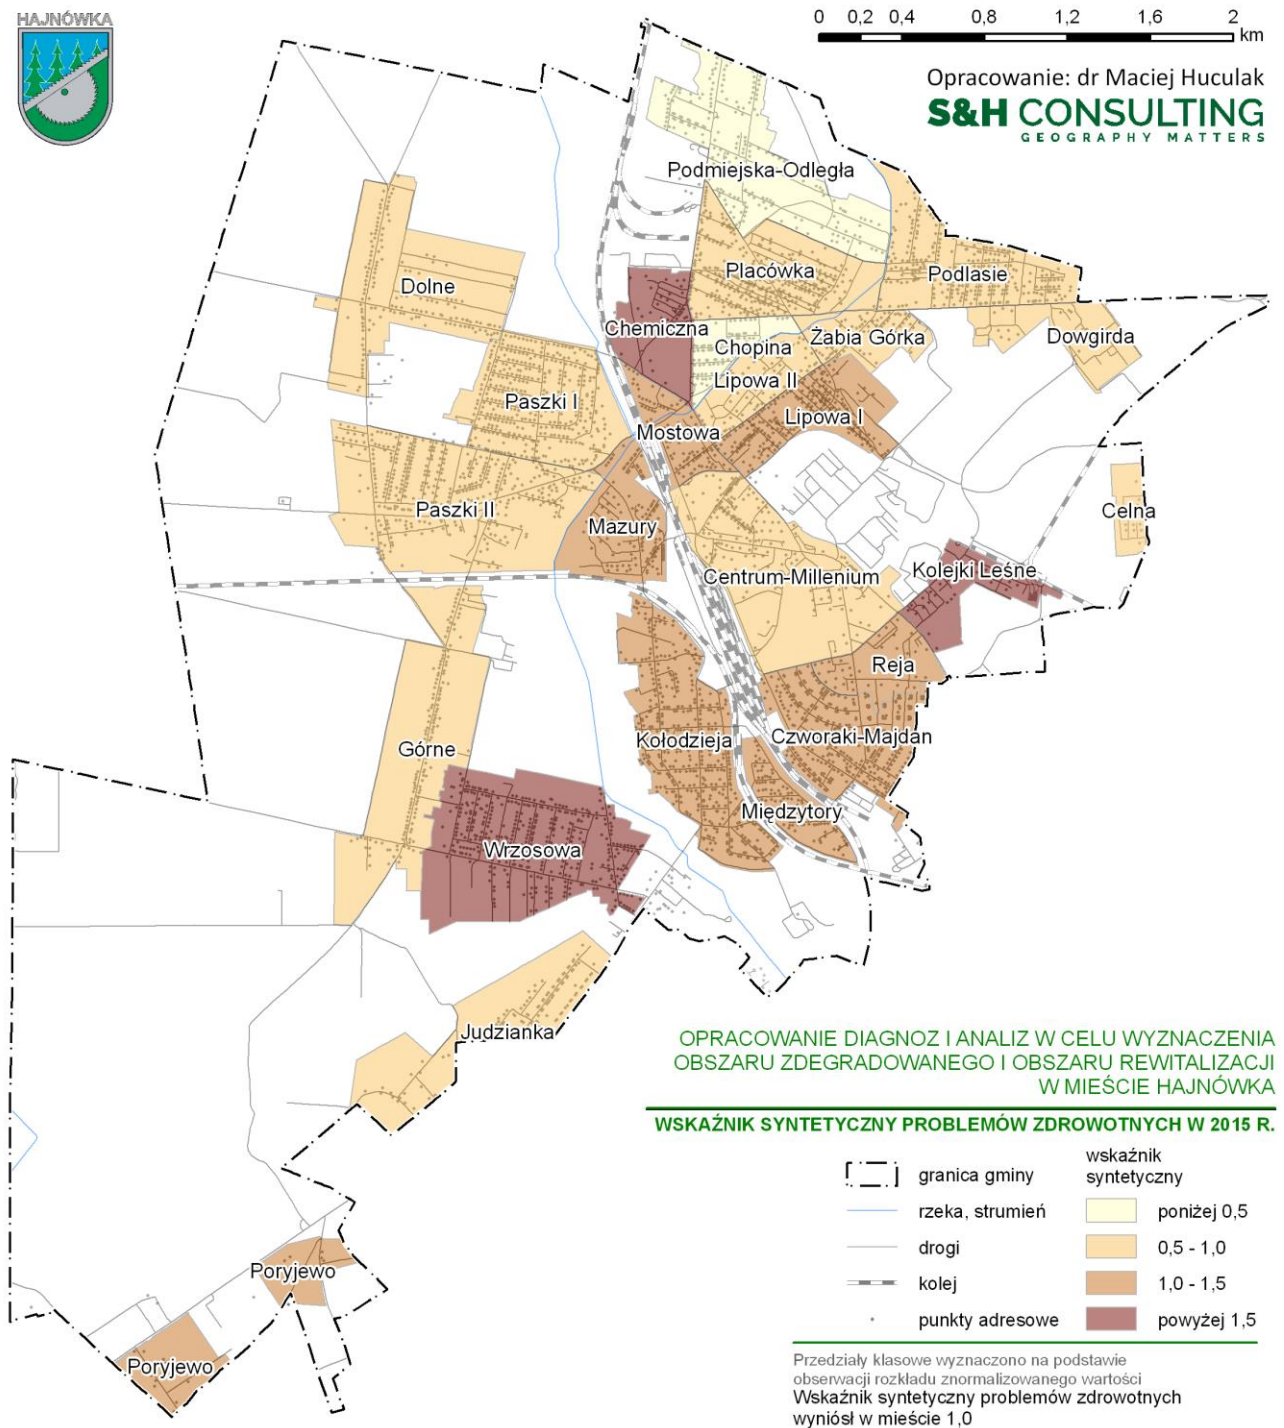 HAJNÓWKA
0 0,2 0,4 0,8 1,2 1,6 2
km
Opracowanie: dr Maciej Huculak
S&H CONSULTING
GEOGRAPHY MATTERS
Podmiejska-Odległa
Dolne
Placówka
Podlasie
Chemiczna
Chopina
Żabia Górka
Dowgirda
Lipowa II
Paszki I
Lipowa I
Mostowa
Paszki II
Mazury
Celna
Centrum-Millenium
Kolejki Leśne
Reja
Górne
Kołodzieja
Czworaki-Majdan
Międzytory
Wrzosowa
Judzianka
Poryjewo
Poryjewo
OPRACOWANIE DIAGNOZ I ANALIZ W CELU WYZNACZENIA
OBSZARU ZDEGRADOWANEGO I OBSZARU REWITALIZACJI
W MIEŚCIE HAJNÓWKA
WSKAŹNIK SYNTETYCZNY PROBLEMÓW ZDROWOTNYCH W 2015 R.
granica gminy
rzeka, strumień
drogi
kolej
punkty adresowe
wskaźnik
syntetyczny
poniżej 0,5
0,5 - 1,0
1,0 - 1,5
powyżej 1,5
Przedziały klasowe wyznaczono na podstawie
obserwacji rozkładu znormalizowanego wartości
Wskaźnik syntetyczny problemów zdrowotnych
wyniósł w mieście 1,0